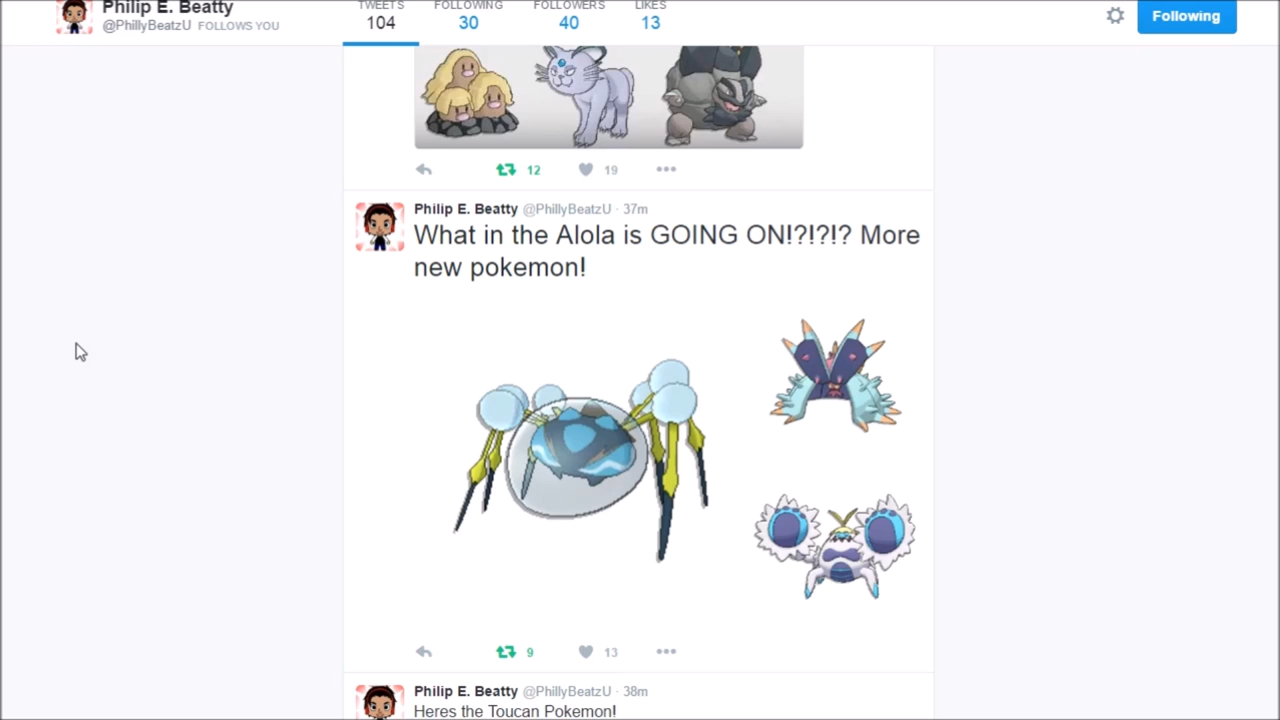 Philip E. Beatty
@PhillyBeatzU FOLLOWS YOU
TWEETS
104
FOLLOWING
30
FOLLOWERS
40
LIKES
13
Following
12
19
Philip E. Beatty @PhillyBeatzU · 37m
What in the Alola is GOING ON!?!?!? More
new pokemon!
9
13
Philip E. Beatty @PhillyBeatzU · 38m
Heres the Toucan Pokemon!